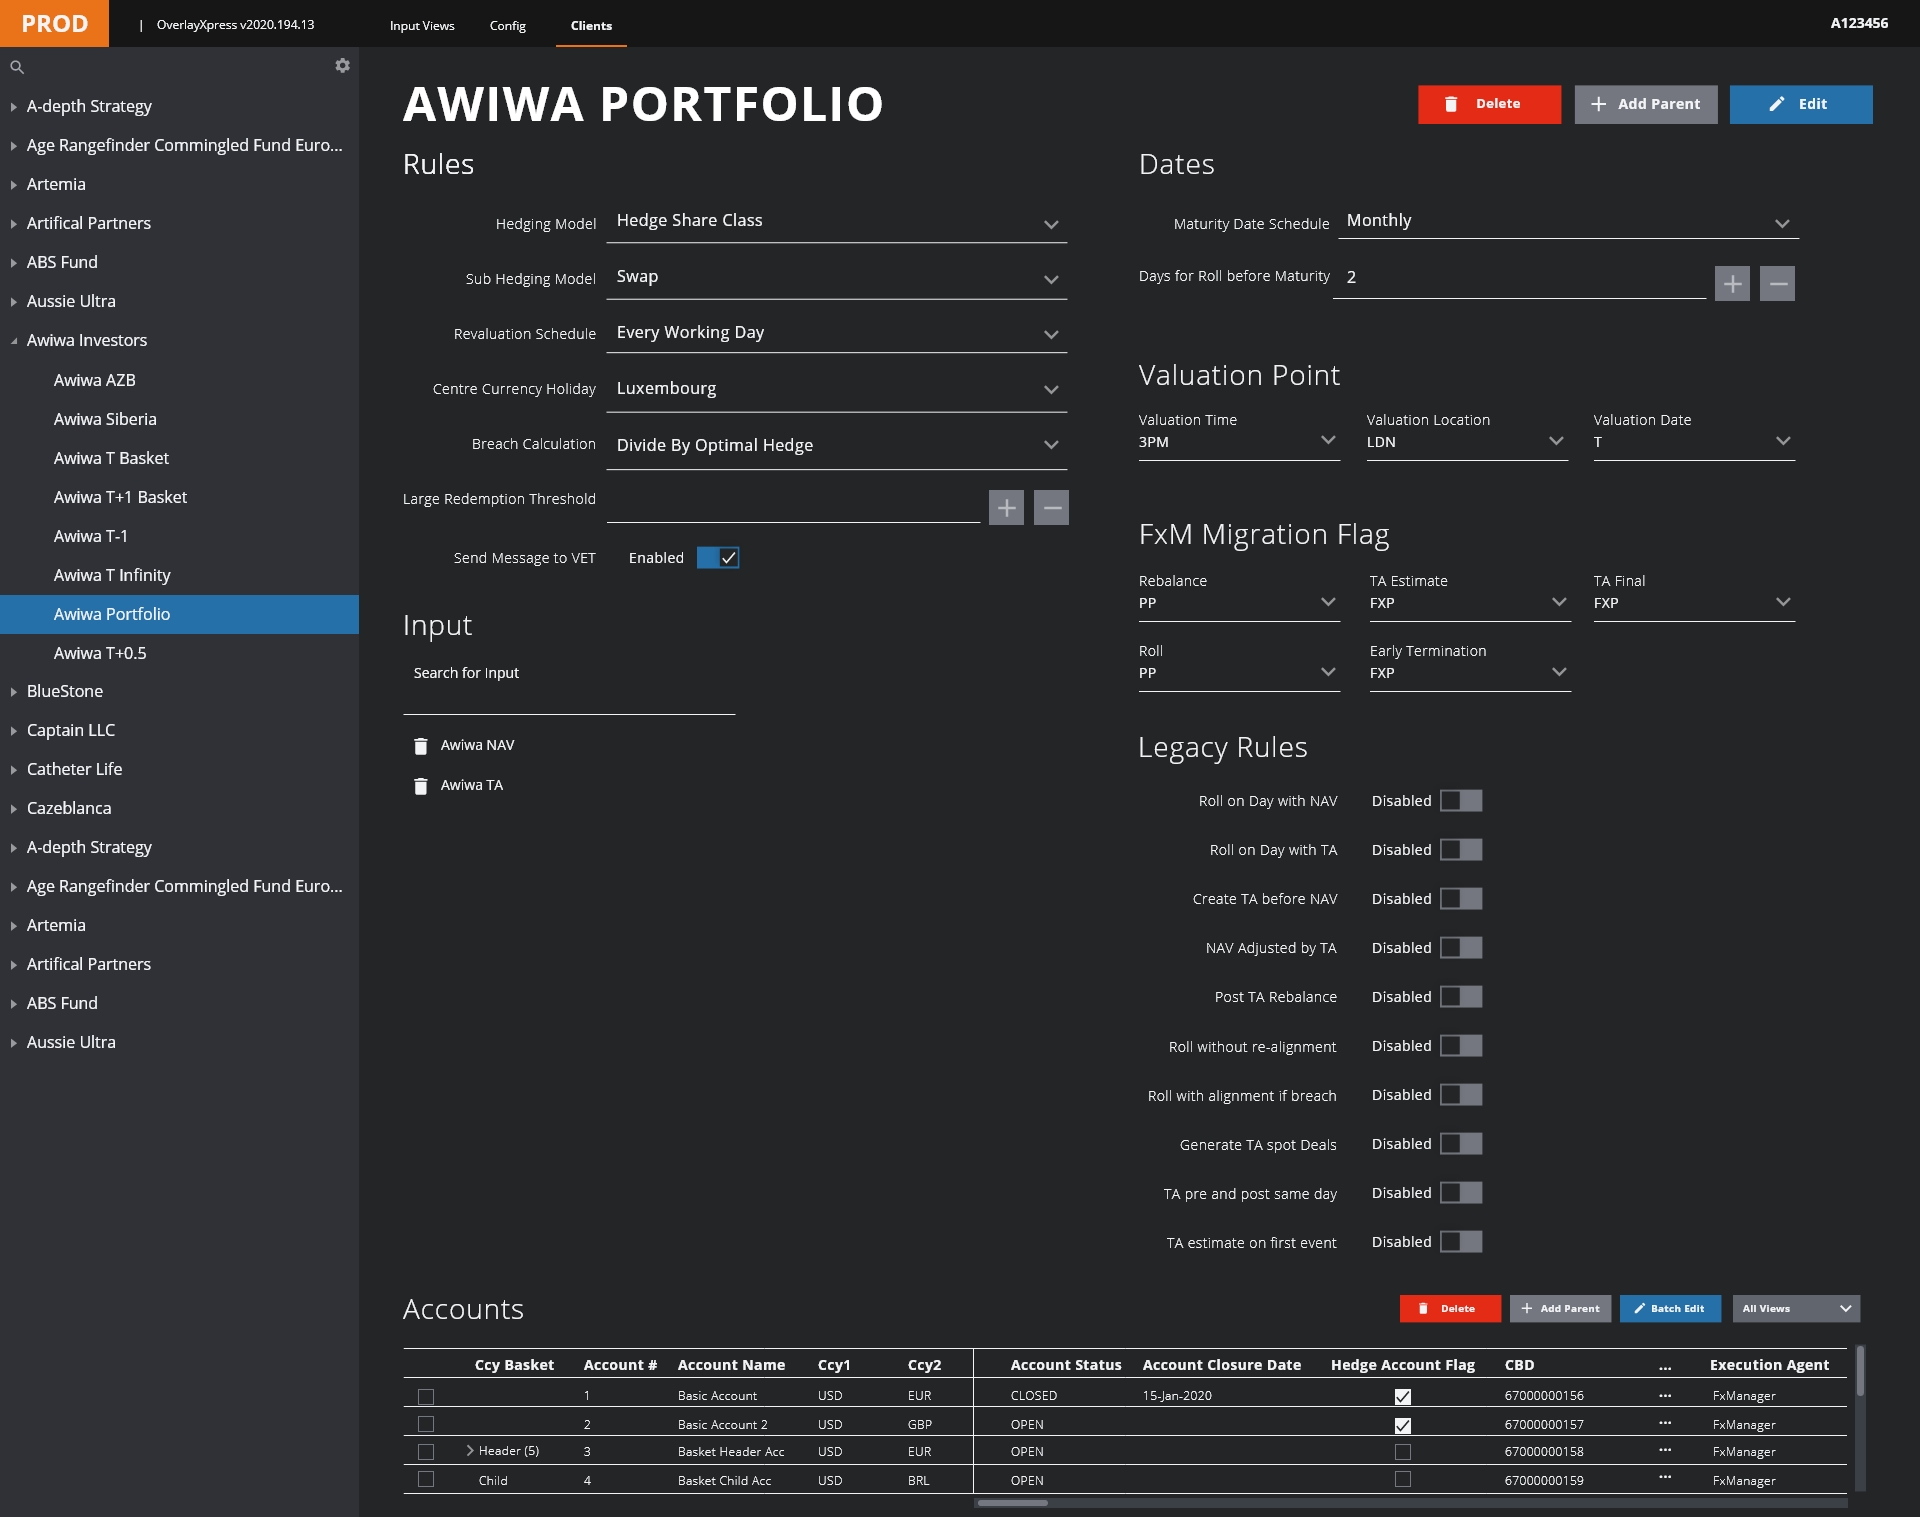 PROD
| OverlayXpress v2020.194.13
Input Views
Config
Clients
A123456
A-depth Strategy
Age Rangefinder Commingled Fund Euro...
Artemia
Artifical Partners
ABS Fund
Aussie Ultra
Awiwa Investors
Awiwa AZB
Awiwa Siberia
Awiwa T Basket
Awiwa T+1 Basket
Awiwa T-1
Awiwa T Infinity
Awiwa Portfolio
Awiwa T+0.5
BlueStone
Captain LLC
Catheter Life
Cazeblanca
A-depth Strategy
Age Rangefinder Commingled Fund Euro...
Artemia
Artifical Partners
ABS Fund
Aussie Ultra
AWIWA PORTFOLIO
Delete
Add Parent
Edit
Rules
Hedging Model Hedge Share Class
Sub Hedging Model Swap
Revaluation Schedule Every Working Day
Centre Currency Holiday Luxembourg
Breach Calculation Divide By Optimal Hedge
Large Redemption Threshold
Send Message to VET Enabled
Input
Search for Input
Awiwa NAV
Awiwa TA
Dates
Maturity Date Schedule Monthly
Days for Roll before Maturity 2
Valuation Point
Valuation Time Valuation Location Valuation Date
3PM LDN T
FxM Migration Flag
Rebalance TA Estimate TA Final
PP FXP FXP
Roll Early Termination
PP FXP
Legacy Rules
Roll on Day with NAV Disabled
Roll on Day with TA Disabled
Create TA before NAV Disabled
NAV Adjusted by TA Disabled
Post TA Rebalance Disabled
Roll without re-alignment Disabled
Roll with alignment if breach Disabled
Generate TA spot Deals Disabled
TA pre and post same day Disabled
TA estimate on first event Disabled
Accounts
Delete
Add Parent
Batch Edit
All Views
Ccy Basket Account # Account Name Ccy1 Ccy2 Account Status Account Closure Date Hedge Account Flag CBD ... Execution Agent
1 Basic Account USD EUR CLOSED 15-Jan-2020 67000000156 ... FxManager
2 Basic Account 2 USD GBP OPEN 67000000157 ... FxManager
Header (5) 3 Basket Header Acc USD EUR OPEN 67000000158 ... FxManager
Child 4 Basket Child Acc USD BRL OPEN 67000000159 ... FxManager